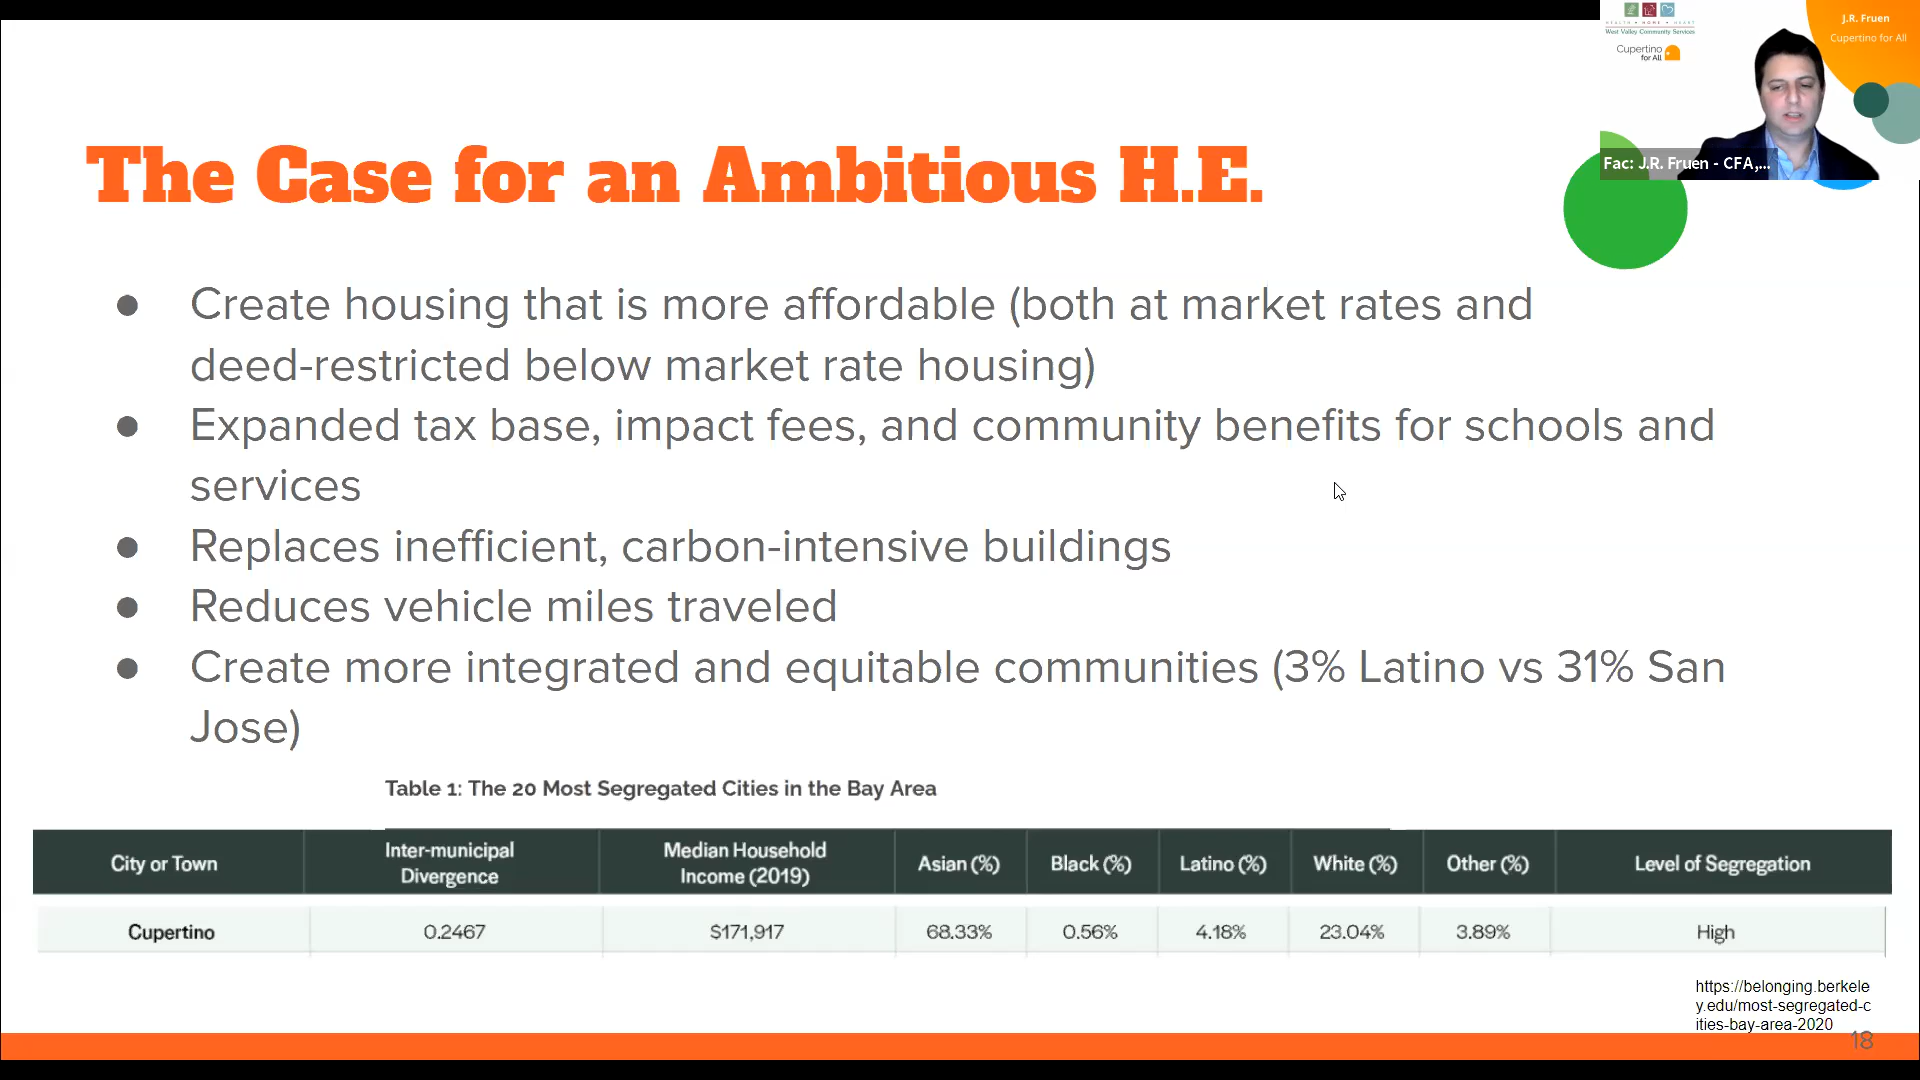 HEALTH • HOME • HEART
West Valley Community Services
Cupertino
for All
J.R. Fruen
Cupertino for All
Fac: J.R. Fruen - CFA,...
The Case for an Ambitious H.E.
● Create housing that is more affordable (both at market rates and
deed-restricted below market rate housing)
● Expanded tax base, impact fees, and community benefits for schools and
services
● Replaces inefficient, carbon-intensive buildings
● Reduces vehicle miles traveled
● Create more integrated and equitable communities (3% Latino vs 31% San
Jose)
Table 1: The 20 Most Segregated Cities in the Bay Area
City or Town Inter-municipal Divergence Median Household Income (2019) Asian (%) Black (%) Latino (%) White (%) Other (%) Level of Segregation
Cupertino 0.2467 $171,917 68.33% 0.56% 4.18% 23.04% 3.89% High
https://belonging.berkele
y.edu/most-segregated-c
ities-bay-area-2020
18